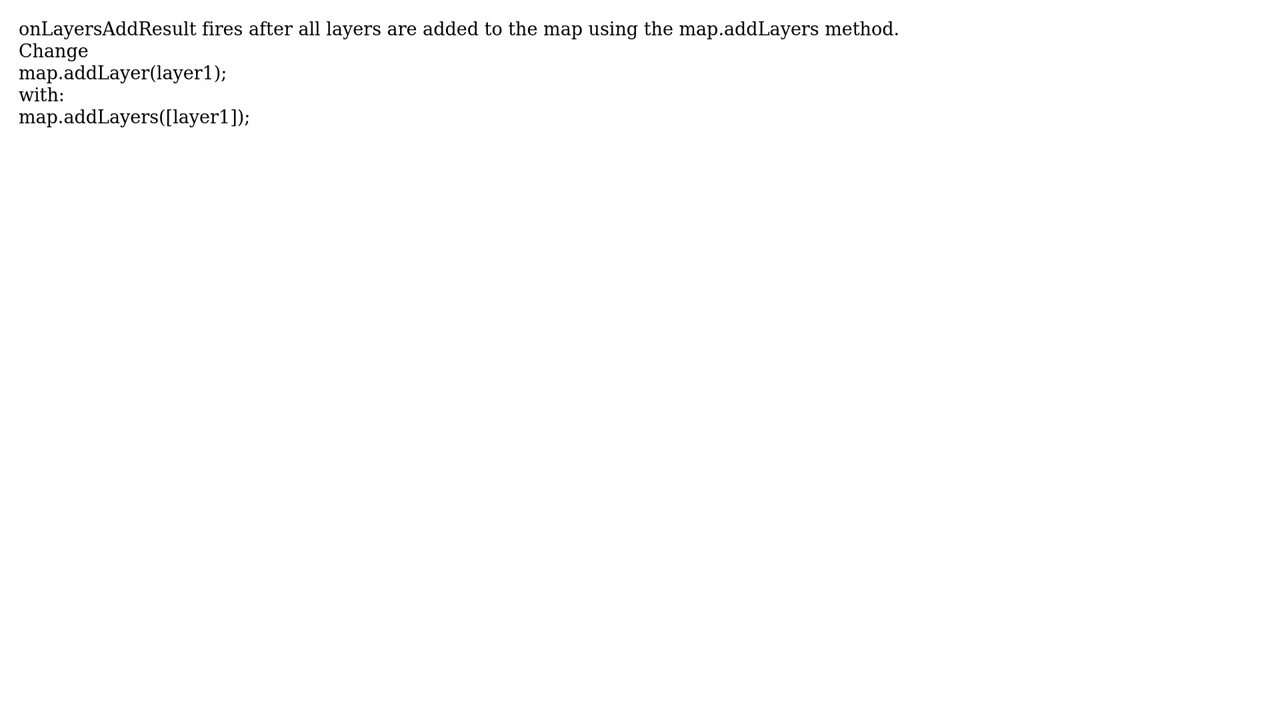 onLayersAddResult fires after all layers are added to the map using the map.addLayers method.
Change
map.addLayer(layer1);
with:
map.addLayers([layer1]);